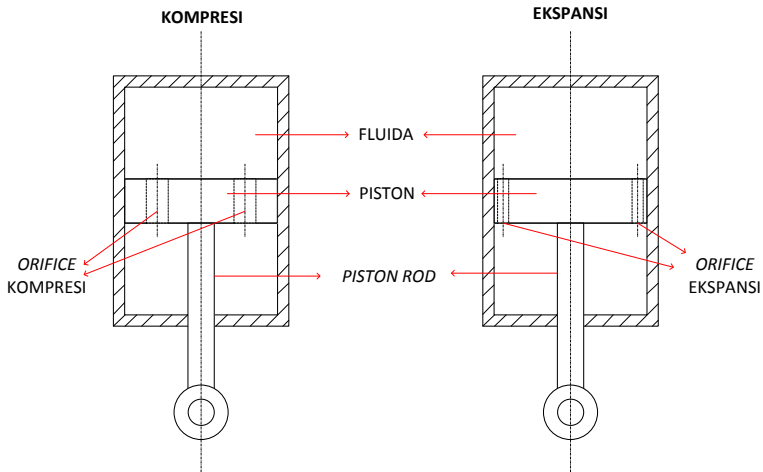 KOMPRESI
EKSPANSI
FLUIDA
PISTON
ORIFICE
KOMPRESI
PISTON ROD
ORIFICE
EKSPANSI